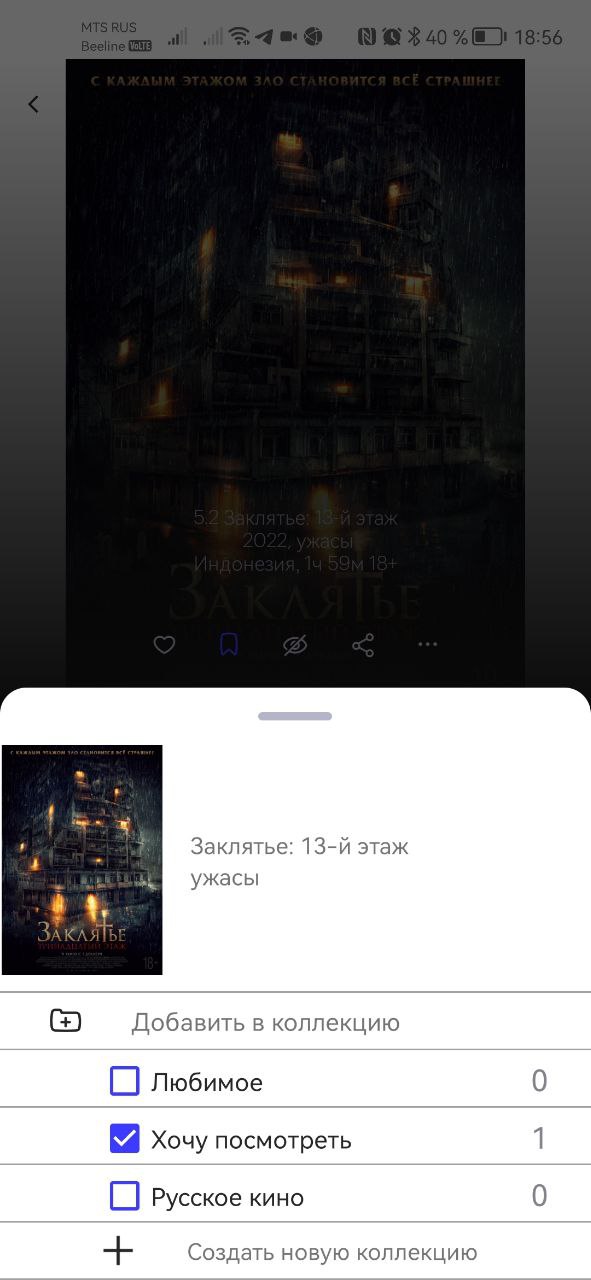 MTS RUS
Beeline VoLTE
40 % 18:56
С КАЖДЫМ ЭТАЖОМ ЗЛО СТАНОВИТСЯ ВСЁ СТРАШНЕЕ
5.2 Заклятье: 13-й этаж
2022, ужасы
Индонезия, 1ч 59м 18+
ЗАКЛЯТЬЕ
С КАЖДЫМ ЭТАЖОМ ЗЛО СТАНОВИТСЯ ВСЁ СТРАШНЕЕ
ЗАКЛЯТЬЕ
ТРИНАДЦАТЫЙ ЭТАЖ
18+
Заклятье: 13-й этаж
ужасы
Добавить в коллекцию
Любимое 0
Хочу посмотреть 1
Русское кино 0
Создать новую коллекцию